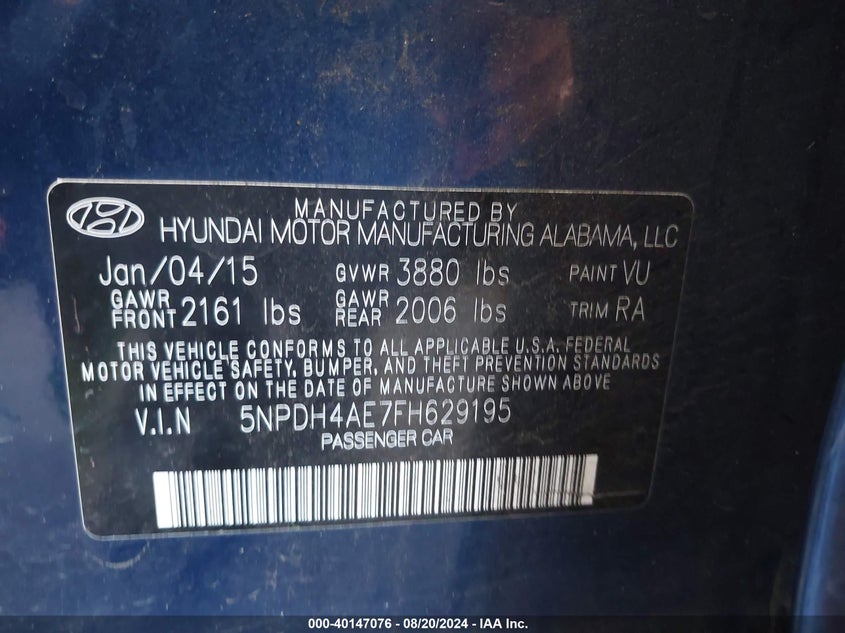 MANUFACTURED BY
HYUNDAI MOTOR MANUFACTURING ALABAMA, LLC
Jan/04/15 GVWR 3880 lbs PAINT VU
GAWR FRONT 2161 lbs GAWR REAR 2006 lbs TRIM RA
THIS VEHICLE CONFORMS TO ALL APPLICABLE U.S.A. FEDERAL
MOTOR VEHICLE SAFETY, BUMPER, AND THEFT PREVENTION STANDARDS
IN EFFECT ON THE DATE OF MANUFACTURE SHOWN ABOVE
V.I.N 5NPDH4AE7FH629195
PASSENGER CAR
000-40147076 - 08/20/2024 - IAA Inc.